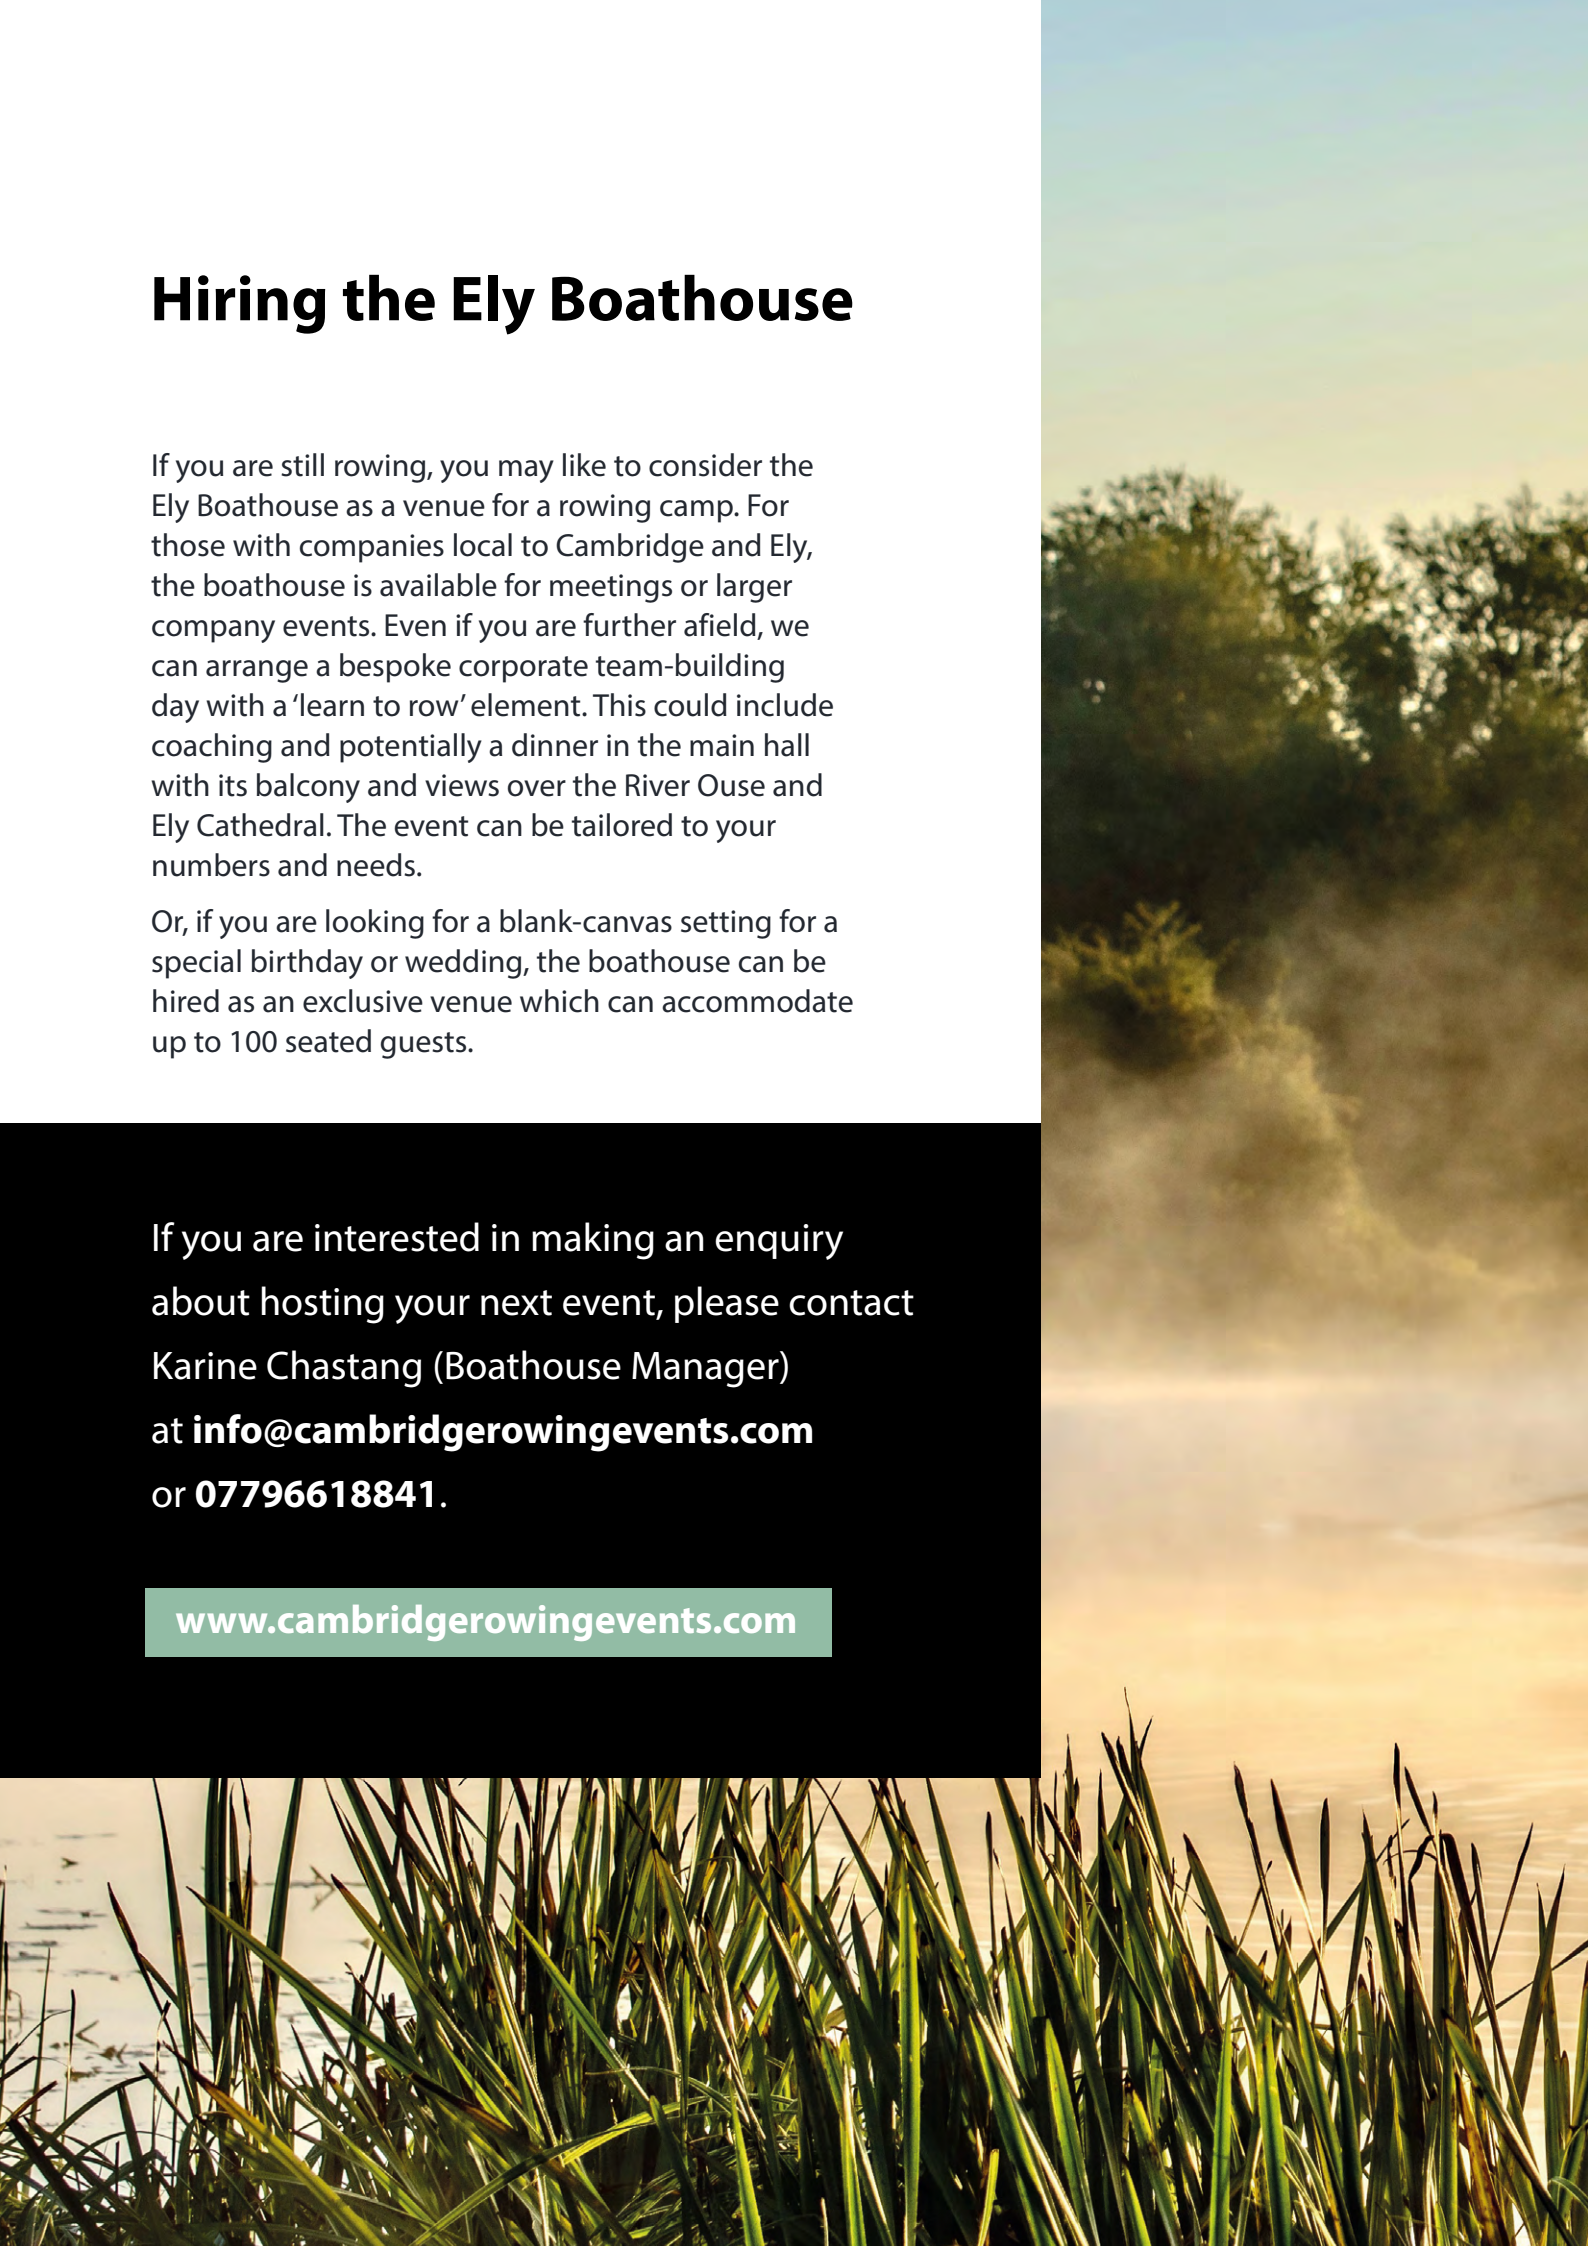 Hiring the Ely Boathouse
If you are still rowing, you may like to consider the
Ely Boathouse as a venue for a rowing camp. For
those with companies local to Cambridge and Ely,
the boathouse is available for meetings or larger
company events. Even if you are further afield, we
can arrange a bespoke corporate team-building
day with a ‘learn to row’ element. This could include
coaching and potentially a dinner in the main hall
with its balcony and views over the River Ouse and
Ely Cathedral. The event can be tailored to your
numbers and needs.
Or, if you are looking for a blank-canvas setting for a
special birthday or wedding, the boathouse can be
hired as an exclusive venue which can accommodate
up to 100 seated guests.
If you are interested in making an enquiry
about hosting your next event, please contact
Karine Chastang (Boathouse Manager)
at info@cambridgerowingevents.com
or 07796618841.
www.cambridgerowingevents.com